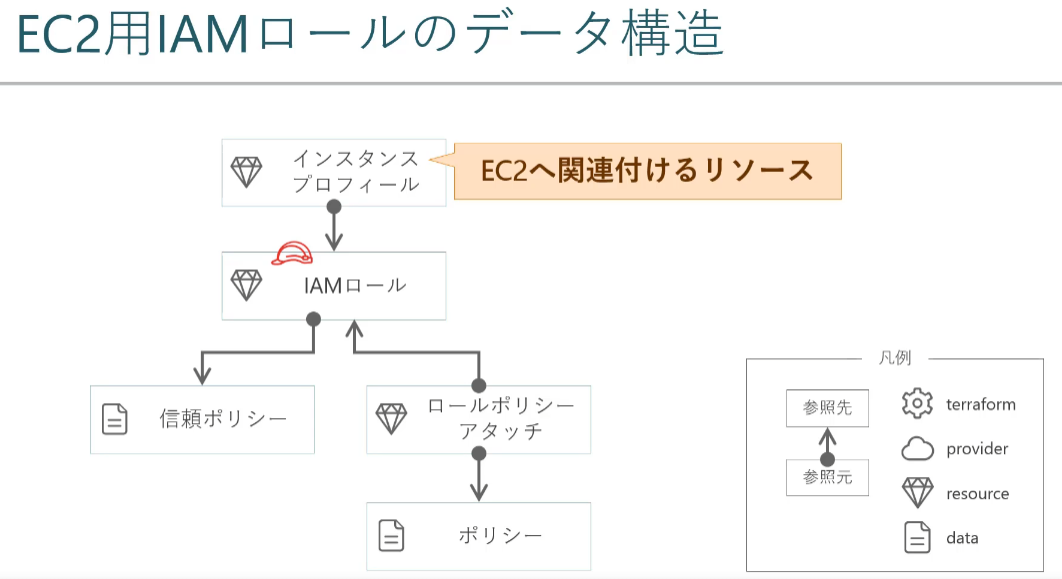 EC2用IAMロールのデータ構造
インスタンス
プロフィール
EC2へ関連付けるリソース
IAMロール
信頼ポリシー
ロールポリシー
アタッチ
ポリシー
凡例
参照先
参照元
terraform
provider
resource
data